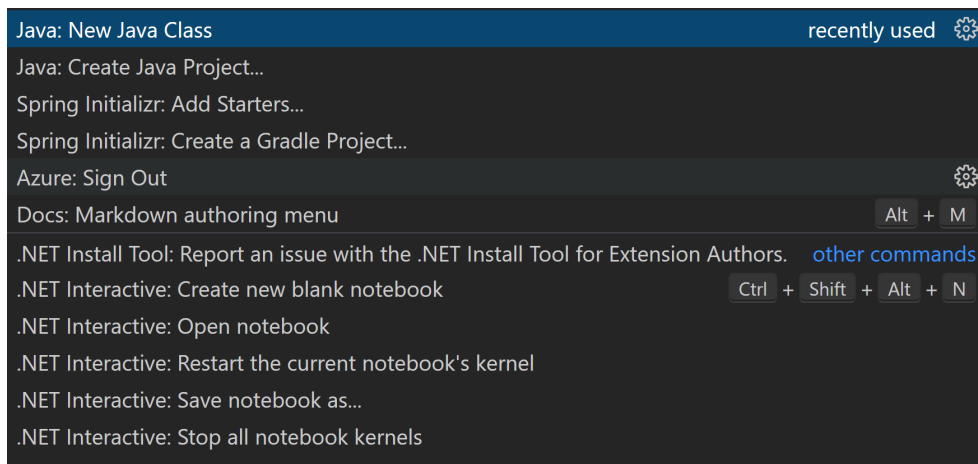 Java: New Java Class recently used
Java: Create Java Project...
Spring Initializr: Add Starters...
Spring Initializr: Create a Gradle Project...
Azure: Sign Out
Docs: Markdown authoring menu Alt + M
.NET Install Tool: Report an issue with the .NET Install Tool for Extension Authors. other commands
.NET Interactive: Create new blank notebook Ctrl + Shift + Alt + N
.NET Interactive: Open notebook
.NET Interactive: Restart the current notebook's kernel
.NET Interactive: Save notebook as...
.NET Interactive: Stop all notebook kernels